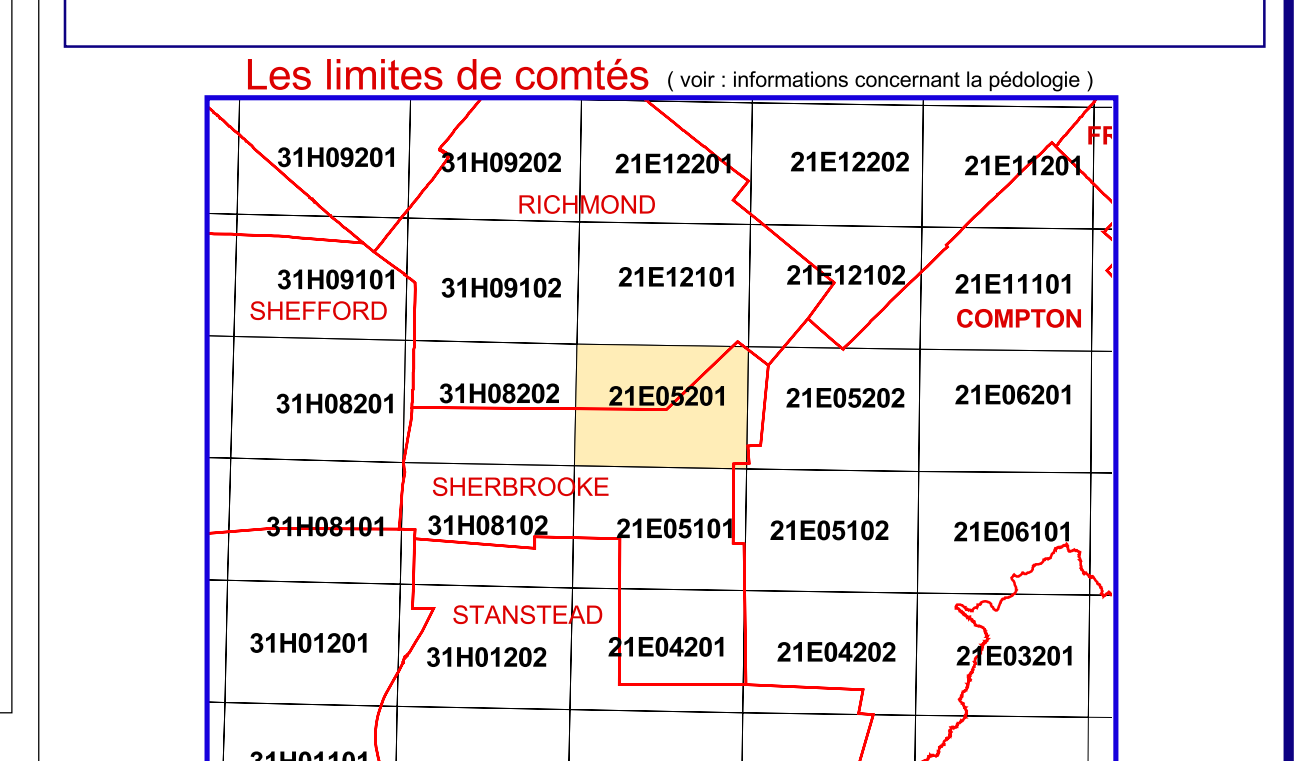 Les limites de comtés ( voir : informations concernant la pédologie )
FR
31H09201 31H09202 21E12201 21E12202 21E11201
RICHMOND
31H09101 31H09102 21E12101 21E12102 21E11101
SHEFFORD COMPTON
31H08201 31H08202 21E05201 21E05202 21E06201
SHERBROOKE
31H08101 31H08102 21E05101 21E05102 21E06101
STANSTEAD
31H01201 31H01202 21E04201 21E04202 21E03201
31H01101